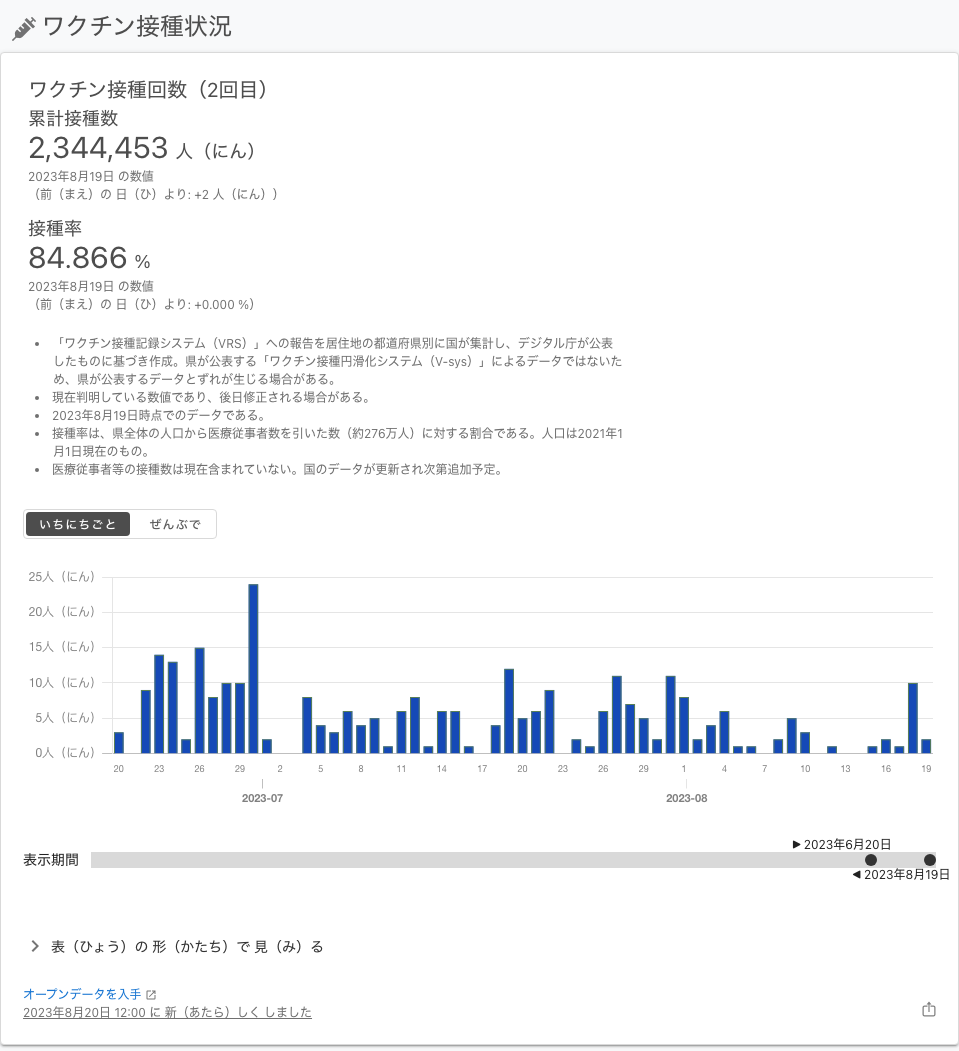 ワクチン接種状況
ワクチン接種回数（2回目）
累計接種数
2,344,453 人（にん）
2023年8月19日 の数値
（前（まえ）の 日（ひ）より: +2 人（にん））
接種率
84.866 %
2023年8月19日 の数値
（前（まえ）の 日（ひ）より: +0.000 %）
• 「ワクチン接種記録システム（VRS）」への報告を居住地の都道府県別に国が集計し、デジタル庁が公表
したものに基づき作成。県が公表する「ワクチン接種円滑化システム（V-sys）」によるデータではないた
め、県が公表するデータとずれが生じる場合がある。
• 現在判明している数値であり、後日修正される場合がある。
• 2023年8月19日時点でのデータである。
• 接種率は、県全体の人口から医療従事者数を引いた数（約276万人）に対する割合である。人口は2021年1
月1日現在のもの。
• 医療従事者等の接種数は現在含まれていない。国のデータが更新され次第追加予定。
いちにちごと ぜんぶで
25人（にん）
20人（にん）
15人（にん）
10人（にん）
5人（にん）
0人（にん）
20 23 26 29 2 5 8 11 14 17 20 23 26 29 1 4 7 10 13 16 19
2023-07 2023-08
2023年6月20日
表示期間
2023年8月19日
表（ひょう）の 形（かたち）で 見（み）る
オープンデータを入手
2023年8月20日 12:00 に 新（あたら）しく しました